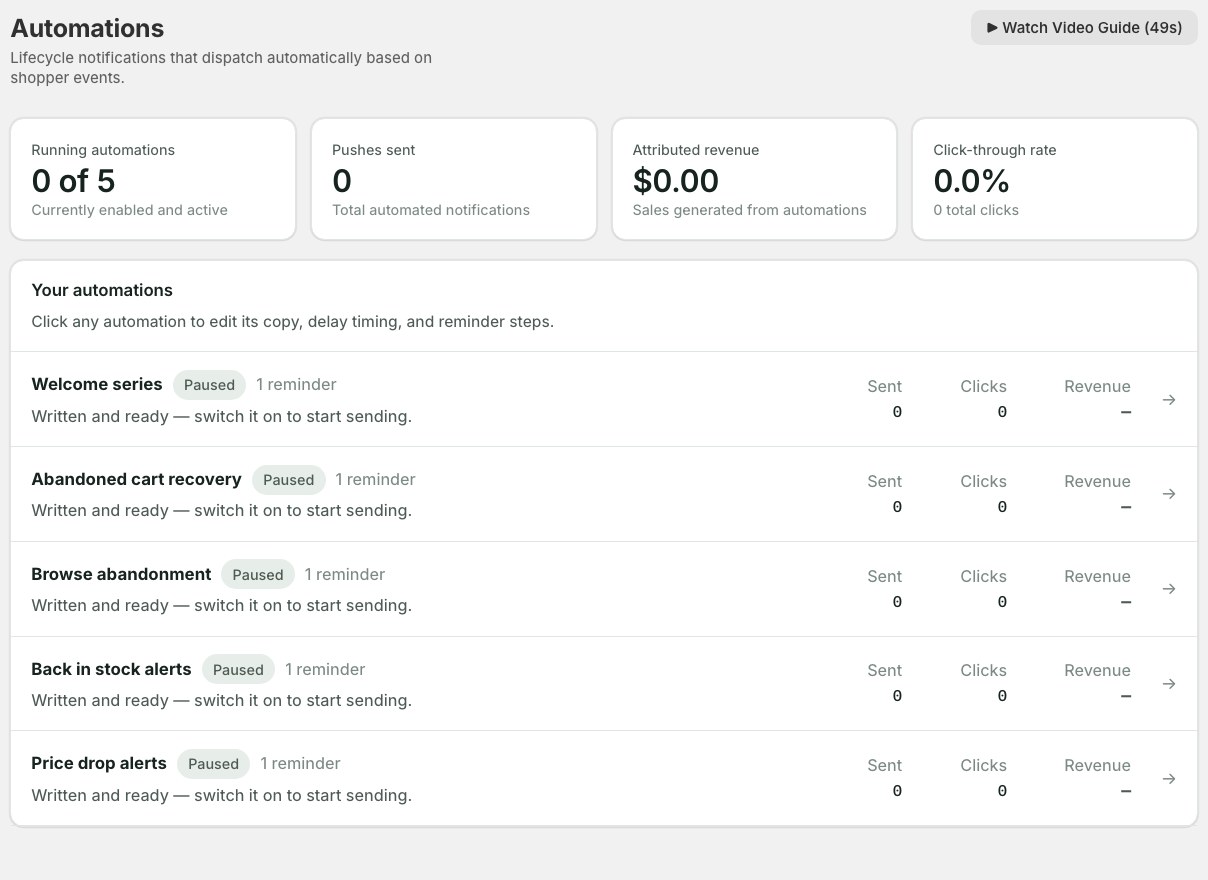 Automations
▶ Watch Video Guide (49s)
Lifecycle notifications that dispatch automatically based on
shopper events.
Running automations
0 of 5
Currently enabled and active
Pushes sent
0
Total automated notifications
Attributed revenue
$0.00
Sales generated from automations
Click-through rate
0.0%
0 total clicks
Your automations
Click any automation to edit its copy, delay timing, and reminder steps.
Welcome series Paused 1 reminder
Written and ready — switch it on to start sending.
Sent Clicks Revenue
0 0 – →
Abandoned cart recovery Paused 1 reminder
Written and ready — switch it on to start sending.
Sent Clicks Revenue
0 0 – →
Browse abandonment Paused 1 reminder
Written and ready — switch it on to start sending.
Sent Clicks Revenue
0 0 – →
Back in stock alerts Paused 1 reminder
Written and ready — switch it on to start sending.
Sent Clicks Revenue
0 0 – →
Price drop alerts Paused 1 reminder
Written and ready — switch it on to start sending.
Sent Clicks Revenue
0 0 – →